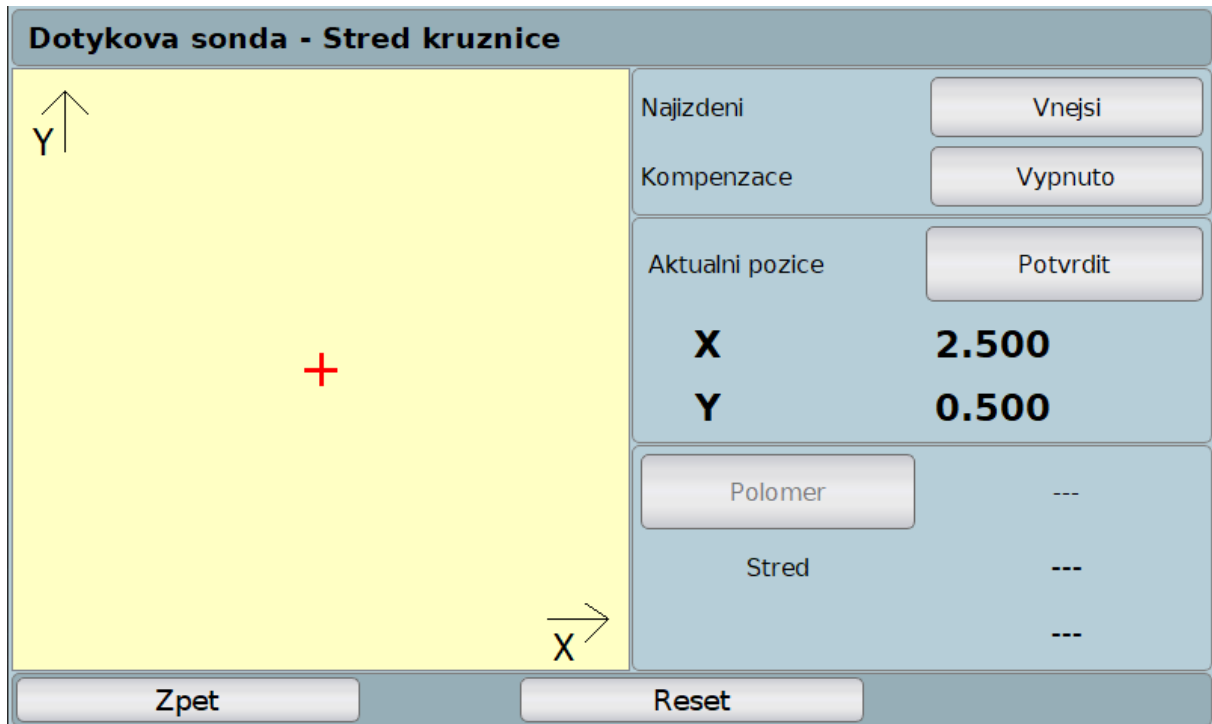 Dotykova sonda - Stred kruznice
Y
X
Najizdeni Vnejsi
Kompenzace Vypnuto
Aktualni pozice Potvrdit
X 2.500
Y 0.500
Polomer ---
Stred ---
---
Zpet Reset